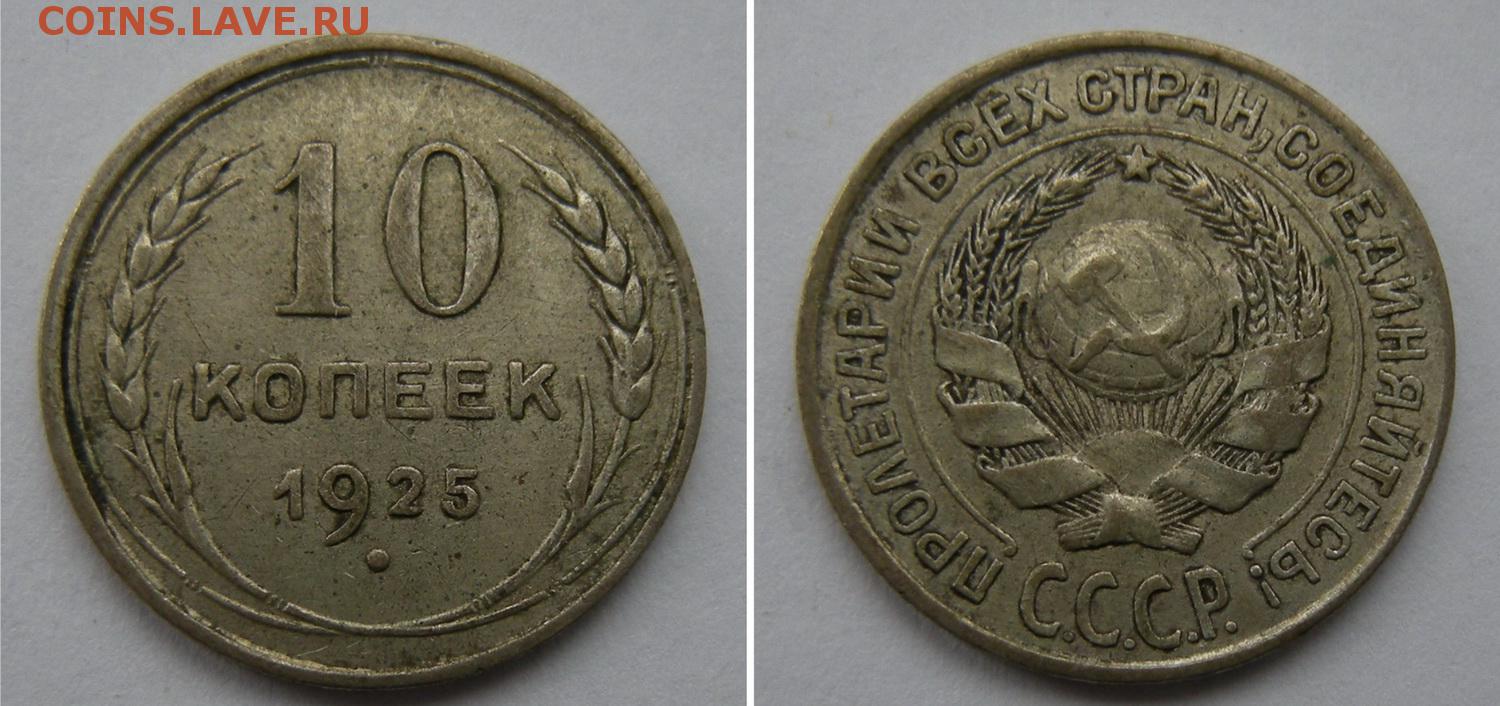 COINS.LAVE.RU
10
КОПЕЕК
1925
ПРОЛЕТАРИИ ВСЕХ СТРАН, СОЕДИНЯЙТЕСЬ!
С.С.С.Р.